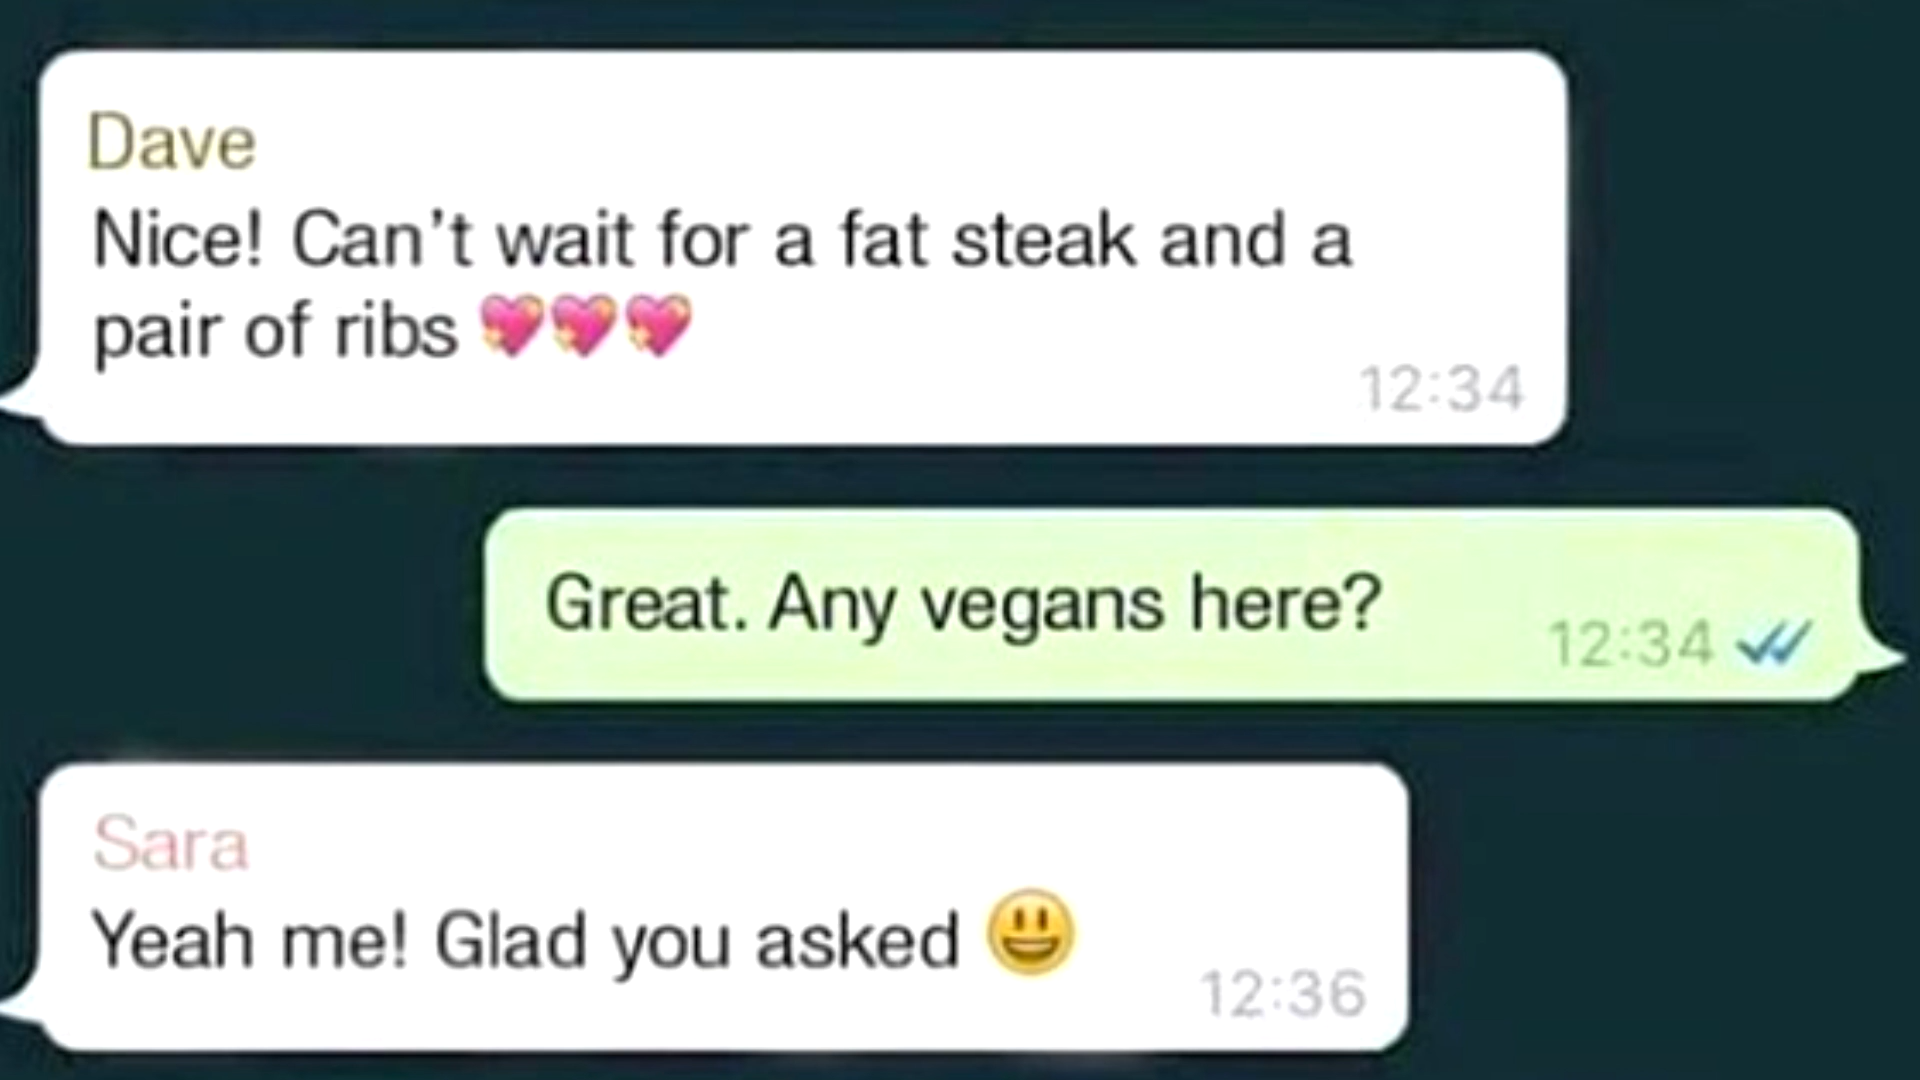 Dave
Nice! Can't wait for a fat steak and a
pair of ribs 💖💖💖
12:34
Great. Any vegans here?
12:34
Sara
Yeah me! Glad you asked 😃
12:36